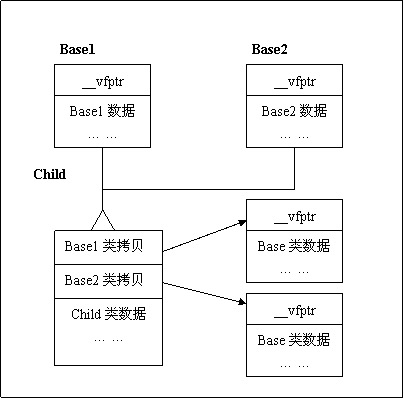 Base1
Base2
__vfptr
__vfptr
Base1 数据
Base2 数据
… …
… …
Child
__vfptr
Base1 类拷贝
Base 类数据
… …
Base2 类拷贝
__vfptr
Child 类数据
Base 类数据
… …
… …